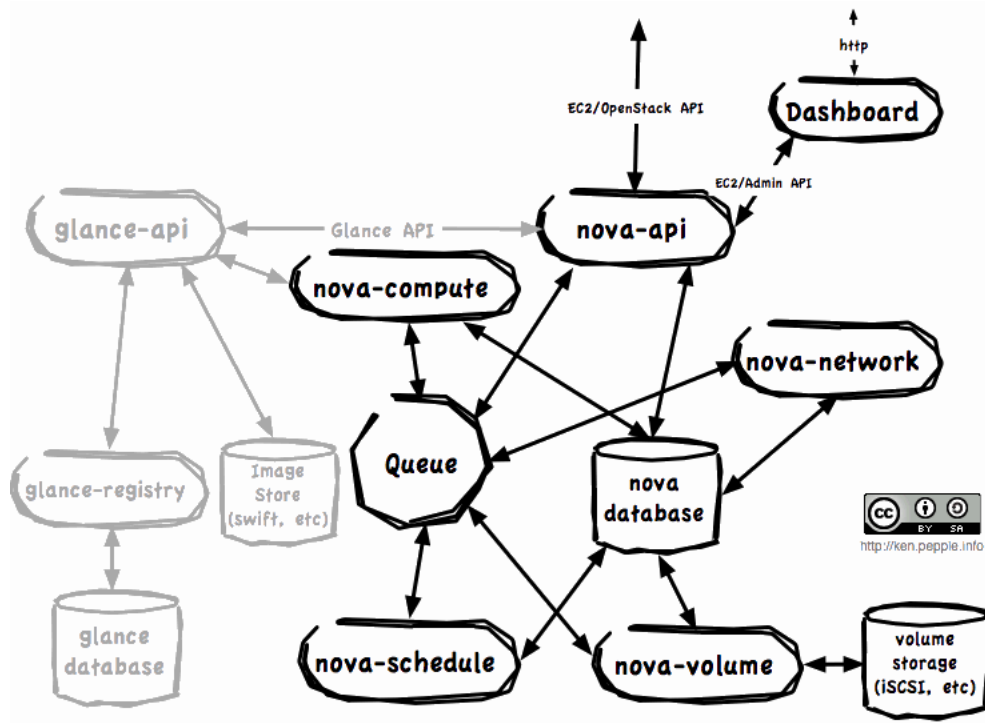 http
Dashboard
EC2/OpenStack API
EC2/Admin API
glance-api
Glance API
nova-api
nova-compute
nova-network
Queue
nova
database
Image
Store
(swift, etc)
glance-registry
cc
BY SA
http://ken.pepple.info
glance
database
nova-schedule
nova-volume
volume
storage
(iSCSI, etc)